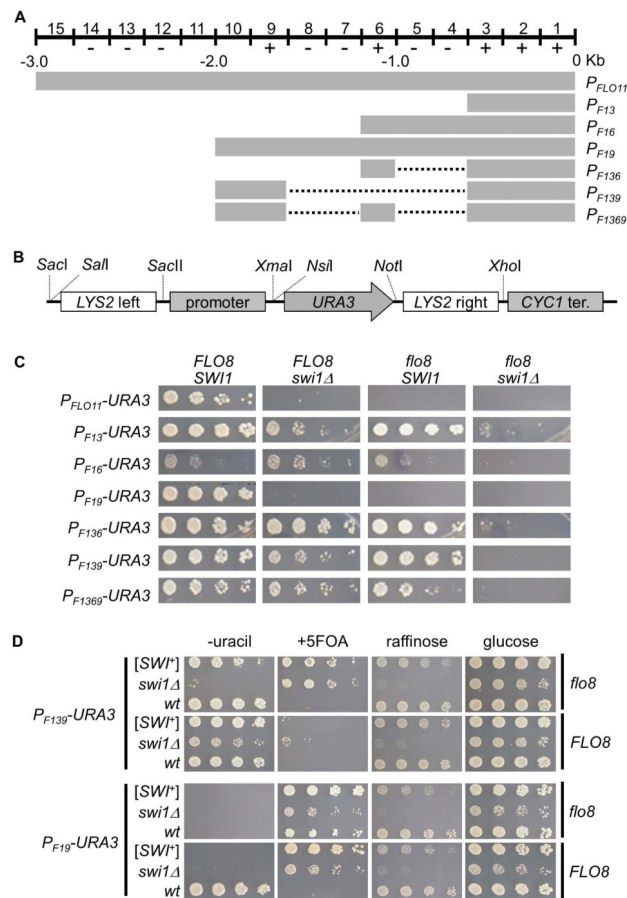 A
15 14 13 12 11 10 9 8 7 6 5 4 3 2 1
- - - + - - + - - + + +
-3.0 -2.0 -1.0 0 Kb
PFLO11
PF13
PF16
PF19
PF136
PF139
PF1369
B
SacI SalI SacII XmaI NsiI NotI XhoI
LYS2 left promoter URA3 LYS2 right CYC1 ter.
C
FLO8 FLO8 flo8 flo8
SWI1 swi1Δ SWI1 swi1Δ
PFLO11-URA3
PF13-URA3
PF16-URA3
PF19-URA3
PF136-URA3
PF139-URA3
PF1369-URA3
D
-uracil +5FOA raffinose glucose
PF139-URA3
[SWI+]
swi1Δ
wt
flo8
[SWI+]
swi1Δ
wt
FLO8
PF19-URA3
[SWI+]
swi1Δ
wt
flo8
[SWI+]
swi1Δ
wt
FLO8